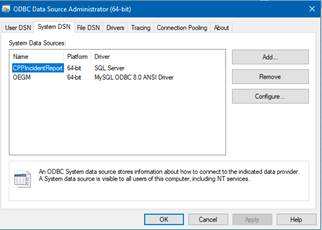 ODBC Data Source Administrator (64-bit)
User DSN System DSN File DSN Drivers Tracing Connection Pooling About
System Data Sources:
Name Platform Driver
CPPIncidentReport 64-bit SQL Server
OEGM 64-bit MySQL ODBC 8.0 ANSI Driver
Add...
Remove
Configure...
An ODBC System data source stores information about how to connect to the indicated data provider.
A System data source is visible to all users of this computer, including NT services.
OK Cancel Apply Help